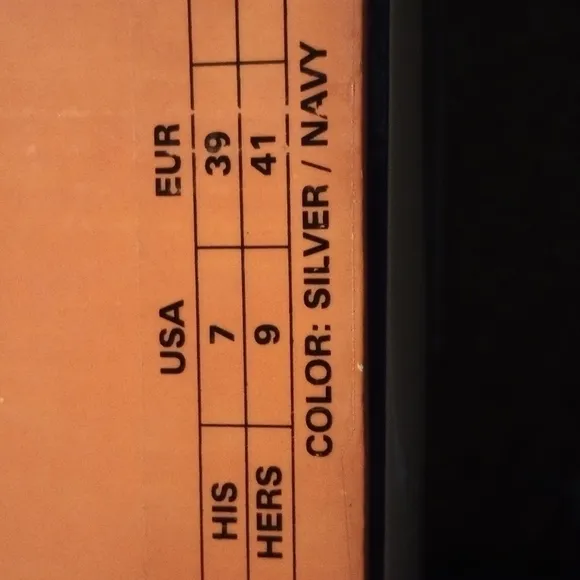 USA EUR
HIS 7 39
HERS 9 41
COLOR: SILVER / NAVY